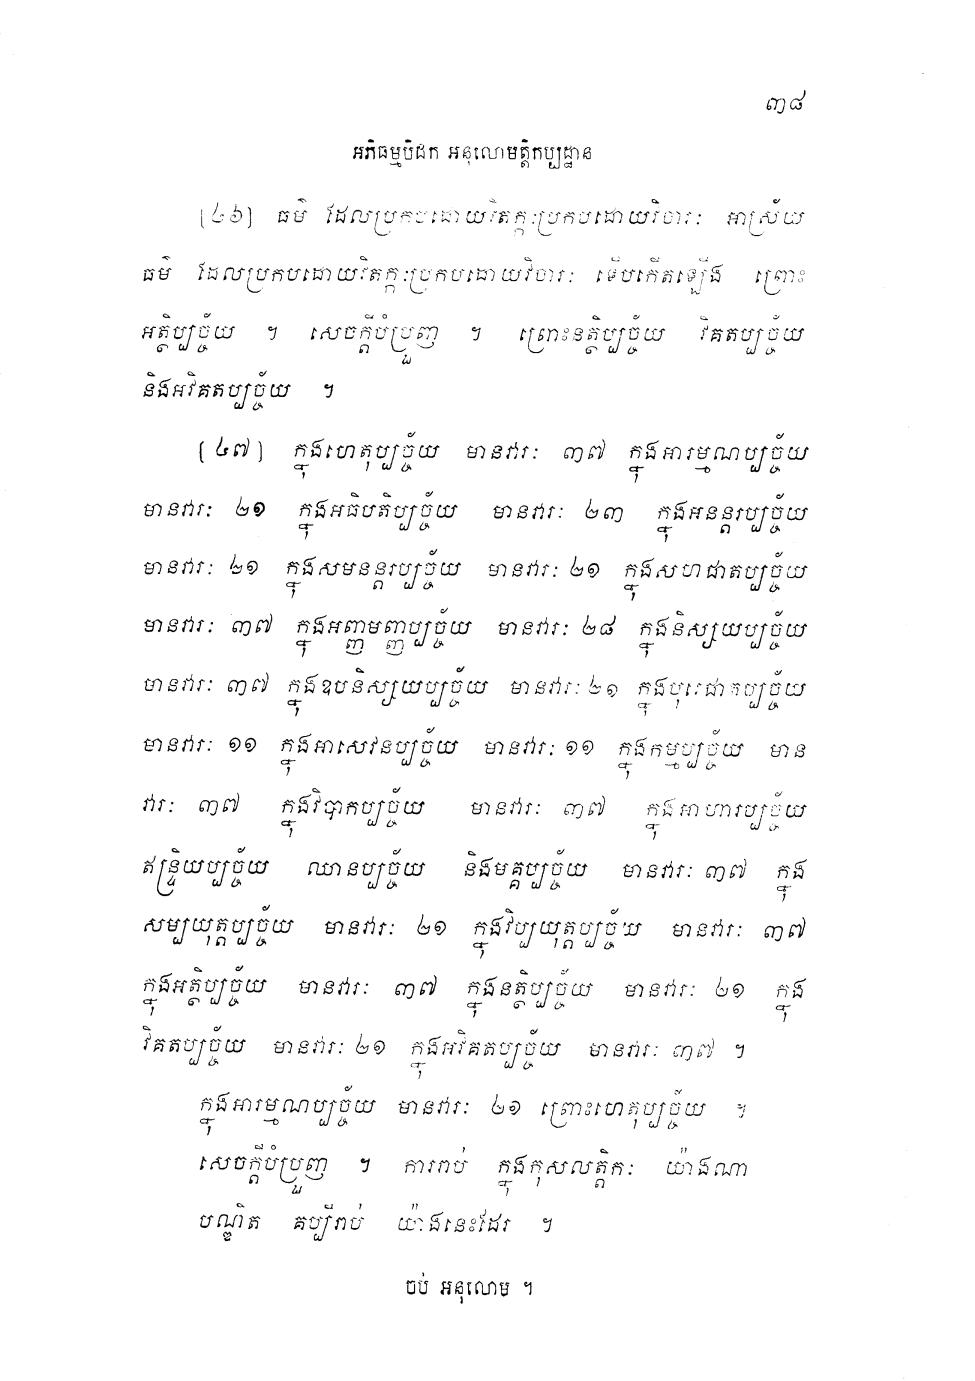 ៣៨
អភិធម្មបិដក អនុលោមត្តិកប្បដ្ឋាន
[៤៦] ធម៌ ដែលប្រកបដោយវិតក្កៈប្រកបដោយវិចារៈ អាស្រ័យ
ធម៌ ដែលប្រកបដោយវិតក្កៈប្រកបដោយវិចារៈ ទើបកើតឡើង ព្រោះ
អត្ថិប្បច្ច័យ ។ សេចក្តីបំប្រួញ ។ ព្រោះនត្ថិប្បច្ច័យ វិគតប្បច្ច័យ
និងអវិគតប្បច្ច័យ ។
[៤៧] ក្នុងហេតុប្បច្ច័យ មានវារៈ ៣៧ ក្នុងអារម្មណប្បច្ច័យ
មានវារៈ ២១ ក្នុងអធិបតិប្បច្ច័យ មានវារៈ ២៣ ក្នុងអនន្តរប្បច្ច័យ
មានវារៈ ២១ ក្នុងសមនន្តរប្បច្ច័យ មានវារៈ ២១ ក្នុងសហជាតប្បច្ច័យ
មានវារៈ ៣៧ ក្នុងអញ្ញមញ្ញប្បច្ច័យ មានវារៈ ២៨ ក្នុងនិស្សយប្បច្ច័យ
មានវារៈ ៣៧ ក្នុងឧបនិស្សយប្បច្ច័យ មានវារៈ ២១ ក្នុងបុរេជាតប្បច្ច័យ
មានវារៈ ១១ ក្នុងអាសេវនប្បច្ច័យ មានវារៈ ១១ ក្នុងកម្មប្បច្ច័យ មាន
វារៈ ៣៧ ក្នុងវិបាកប្បច្ច័យ មានវារៈ ៣៧ ក្នុងអាហារប្បច្ច័យ
ឥន្ទ្រិយប្បច្ច័យ ឈានប្បច្ច័យ និងមគ្គប្បច្ច័យ មានវារៈ ៣៧ ក្នុង
សម្បយុត្តប្បច្ច័យ មានវារៈ ២១ ក្នុងវិប្បយុត្តប្បច្ច័យ មានវារៈ ៣៧
ក្នុងអត្ថិប្បច្ច័យ មានវារៈ ៣៧ ក្នុងនត្ថិប្បច្ច័យ មានវារៈ ២១ ក្នុង
វិគតប្បច្ច័យ មានវារៈ ២១ ក្នុងអវិគតប្បច្ច័យ មានវារៈ ៣៧ ។
ក្នុងអារម្មណប្បច្ច័យ មានវារៈ ២១ ព្រោះហេតុប្បច្ច័យ ។
សេចក្តីបំប្រួញ ។ ការរាប់ ក្នុងកុសលត្តិកៈ យ៉ាងណា
បណ្ឌិត គប្បីរាប់ យ៉ាងនេះដែរ ។
ចប់ អនុលោម ។